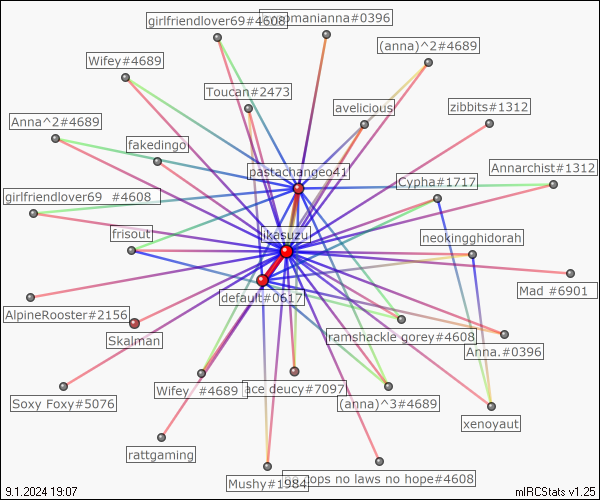 girlfriendlover69#4608
omanianna#0396
(anna)^2#4689
Wifey#4689
Toucan#2473
avelicious
zibbits#1312
Anna^2#4689
fakedingo
pastachangeo41
Annarchist#1312
Cypha#1717
girlfriendlover69 #4608
frisout
ikasuzu
neokingghidorah
default#0617
Mad #6901
AlpineRooster#2156
Skalman
ramshackle gorey#4608
Anna.#0396
Wifey #4689
ace deucy#7097
(anna)^3#4689
Soxy Foxy#5076
xenoyaut
rattgaming
Mushy#1984
cops no laws no hope#4608
9.1.2024 19:07
mIRCStats v1.25